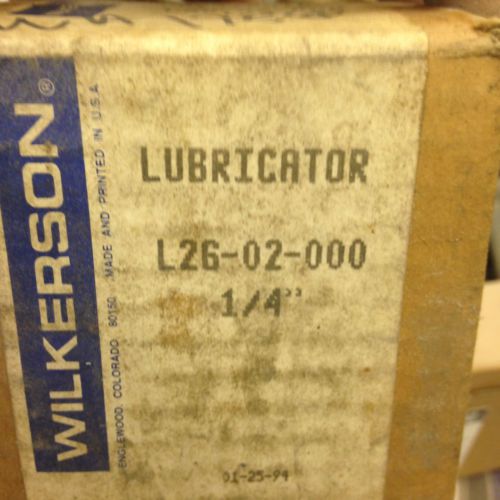 WILKERSON®
ENGLEWOOD, COLORADO 80150 MADE AND PRINTED IN U.S.A
LUBRICATOR
L26-02-000
1/4"
01-25-94